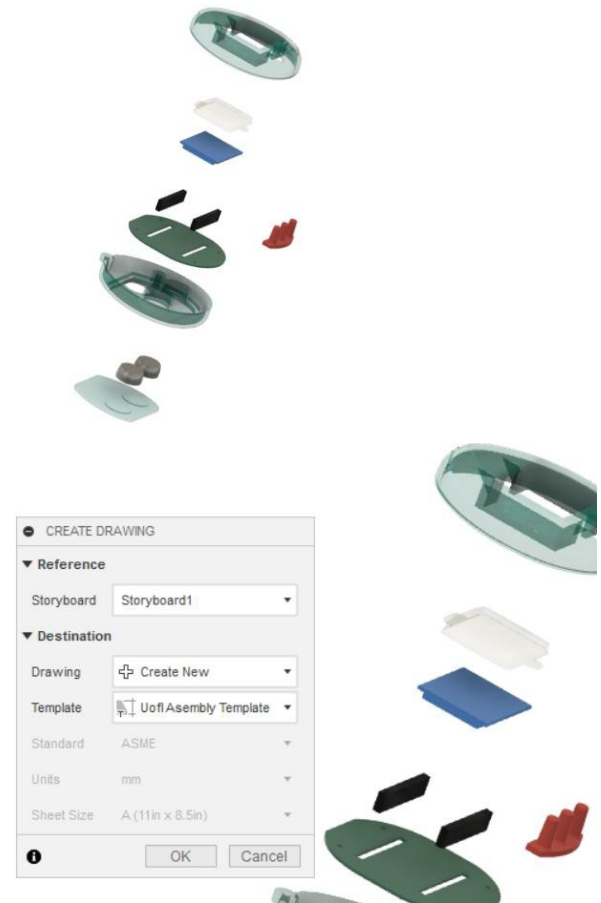 CREATE DRAWING
Reference
Storyboard Storyboard1
Destination
Drawing Create New
Template UofI Asembly Template
Standard ASME
Units mm
Sheet Size A (11in x 8.5in)
OK Cancel